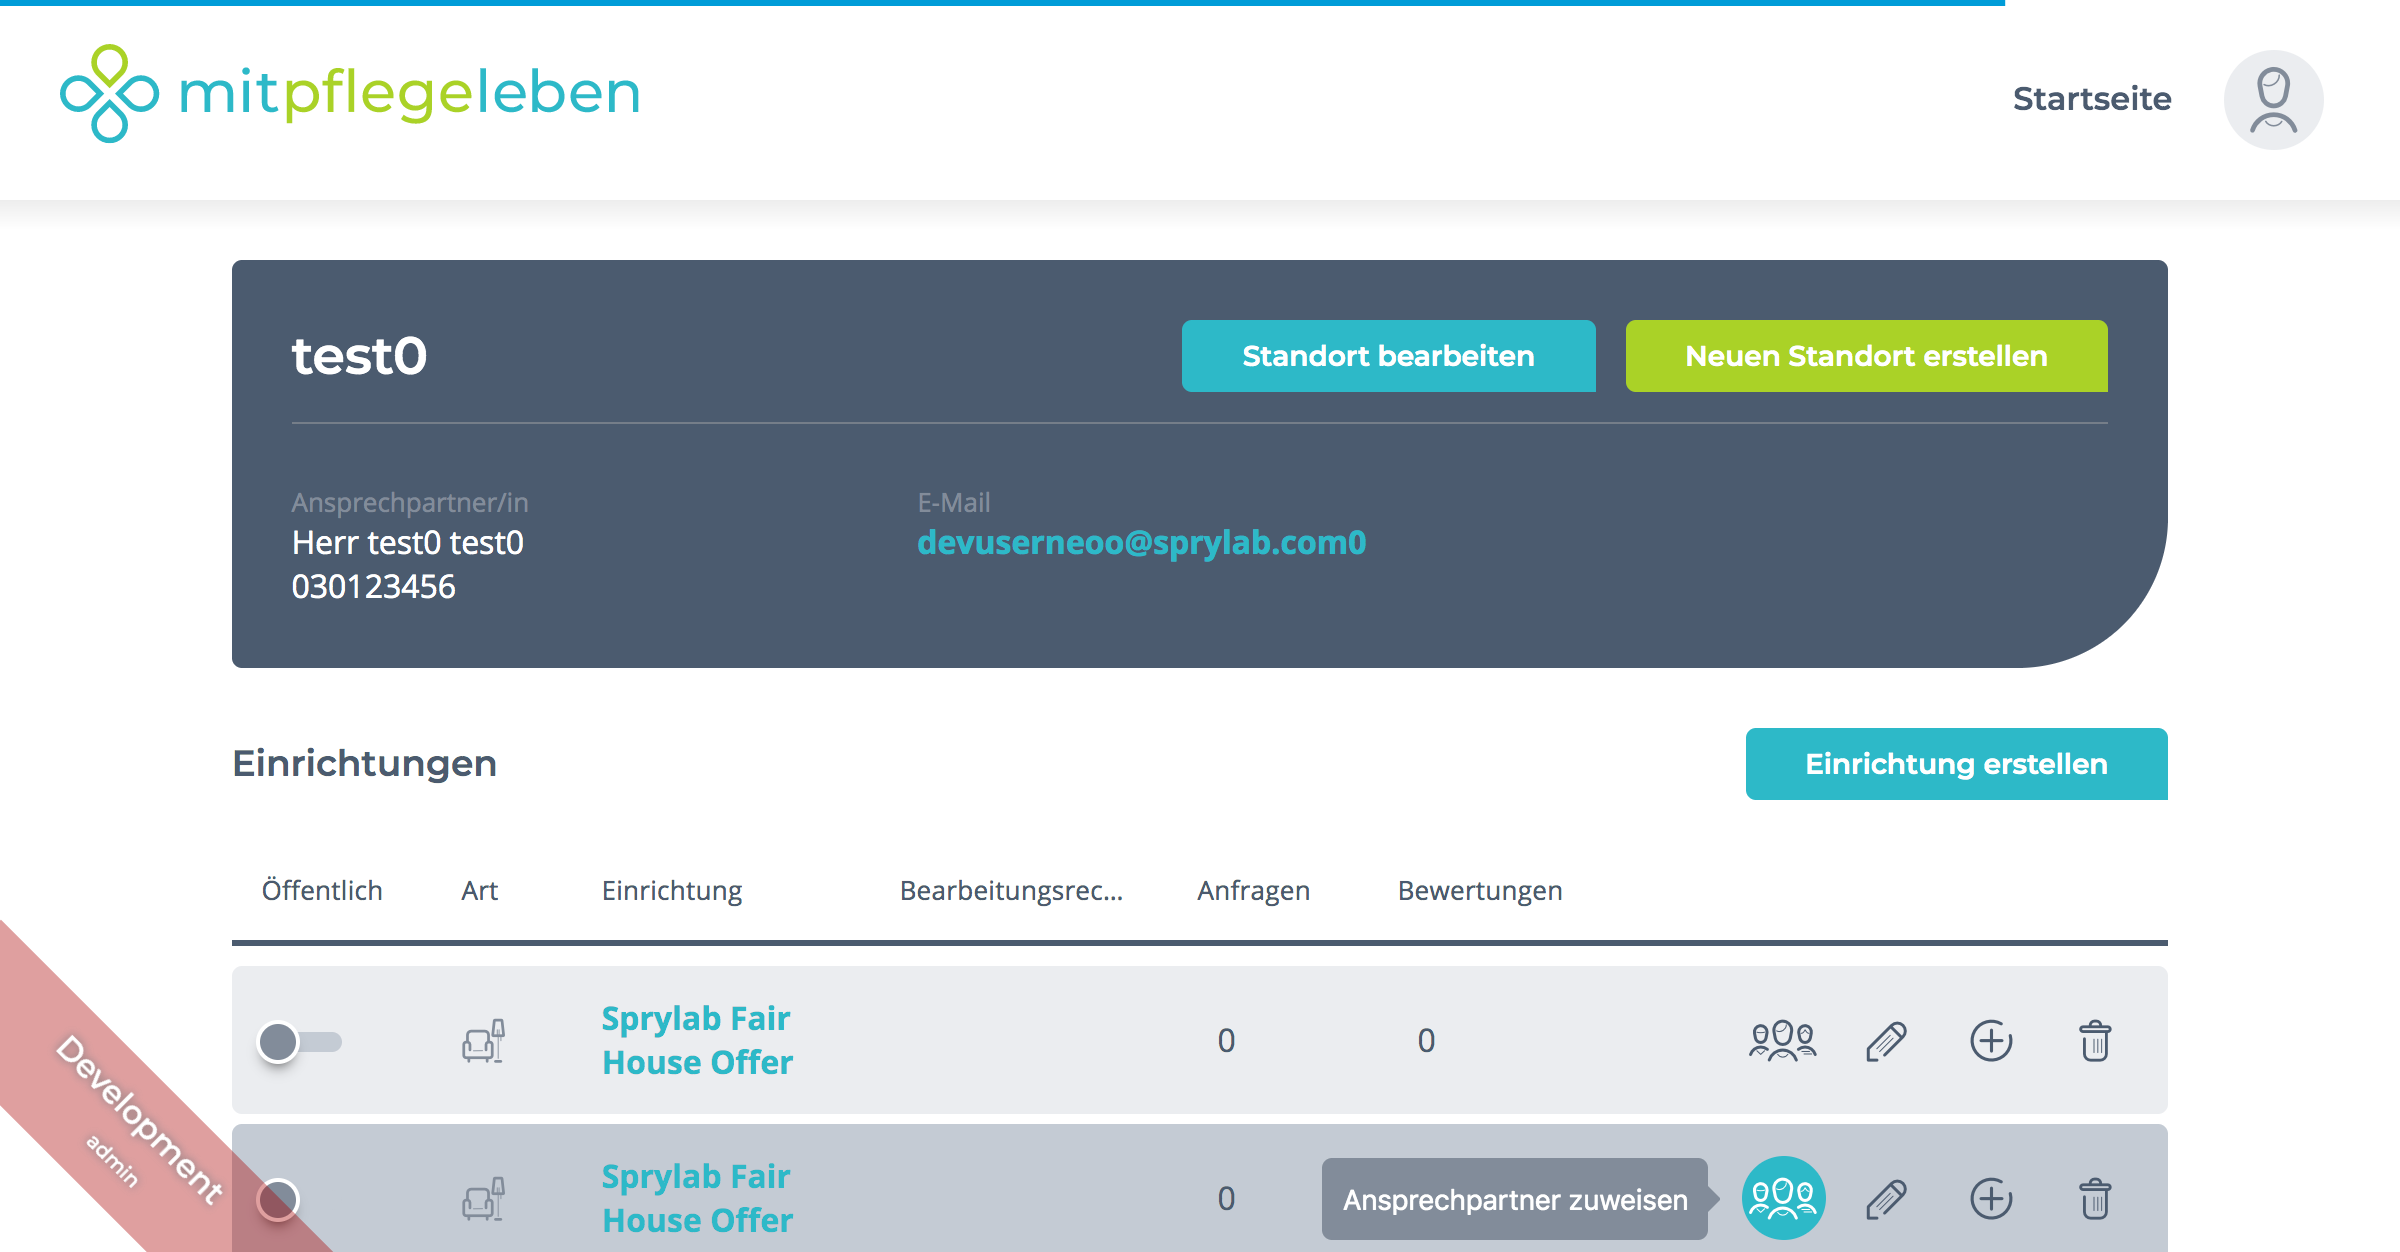 mitpflegeleben
Startseite
test0
Standort bearbeiten
Neuen Standort erstellen
Ansprechpartner/in
Herr test0 test0
030123456
E-Mail
devuserneoo@sprylab.com0
Einrichtungen
Einrichtung erstellen
Öffentlich Art Einrichtung Bearbeitungsrec... Anfragen Bewertungen
Sprylab Fair
House Offer
0 0
Sprylab Fair
House Offer
0
Ansprechpartner zuweisen
Development
admin